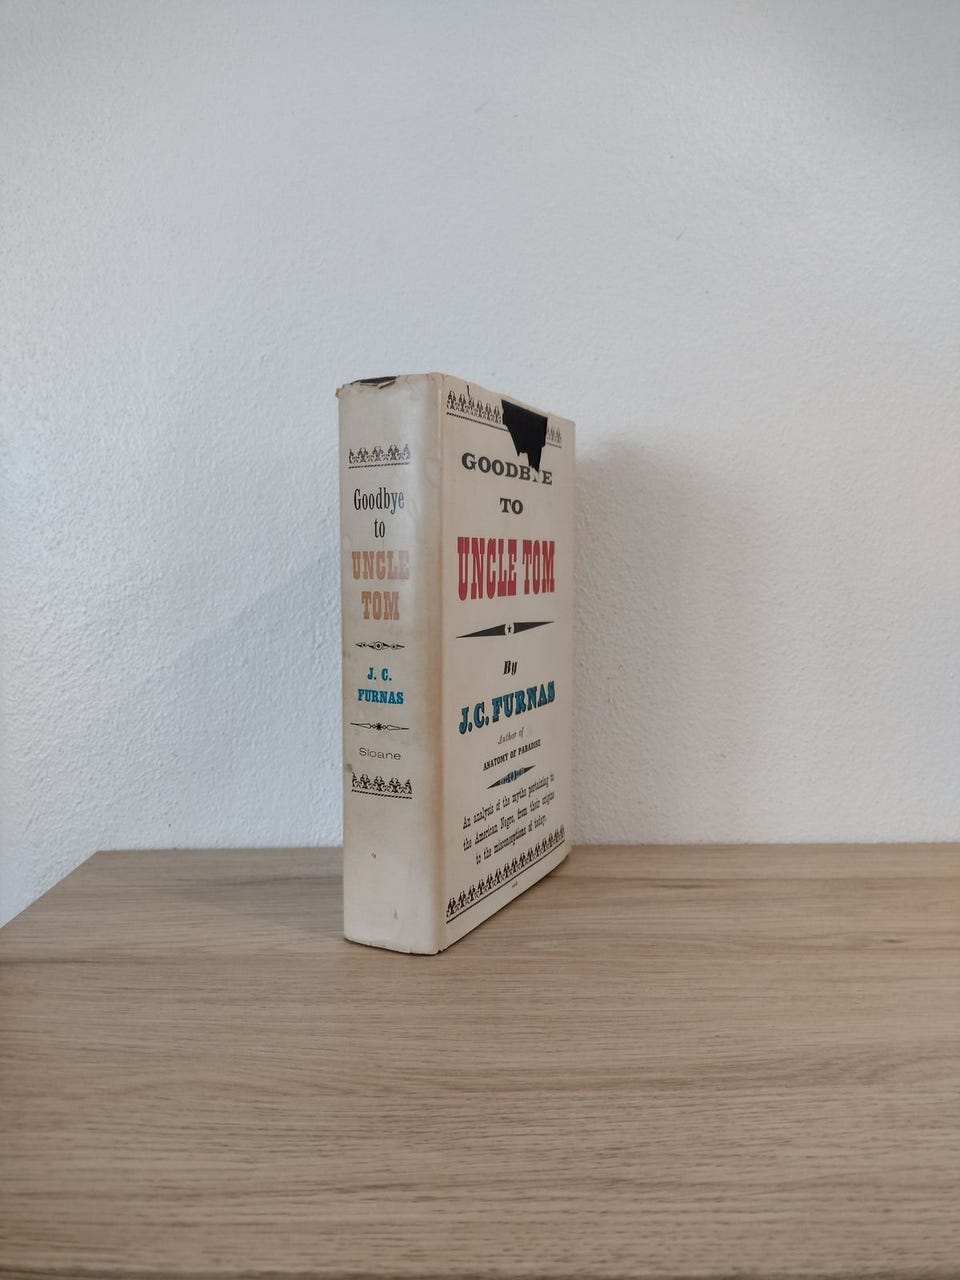 Goodbye
to
UNCLE
TOM
J. C.
FURNAS
Sloane
GOODBYE
TO
UNCLE TOM
By
J.C. FURNAS
Author of
ANATOMY OF PARADISE
An analysis of the myths pertaining to
the American Negro, from their origins
to the misconceptions of today.